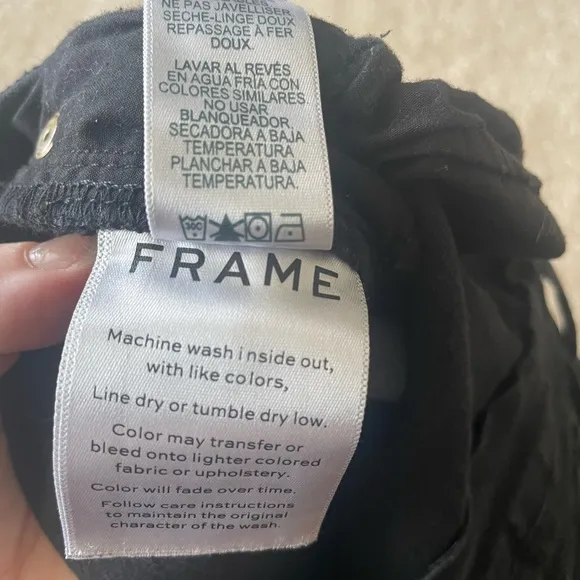 NE PAS JAVELLISER
SECHE-LINGE DOUX
REPASSAGE À FER
DOUX.
LAVAR AL REVÉS
EN AGUA FRÍA CON
COLORES SIMILARES.
NO USAR
BLANQUEADOR
SECADORA A BAJA
TEMPERATURA
PLANCHAR A BAJA
TEMPERATURA.
30C
FRAME
Machine wash inside out,
with like colors,
Line dry or tumble dry low.
Color may transfer or
bleed onto lighter colored
fabric or upholstery.
Color will fade over time.
Follow care instructions
to maintain the original
character of the wash.